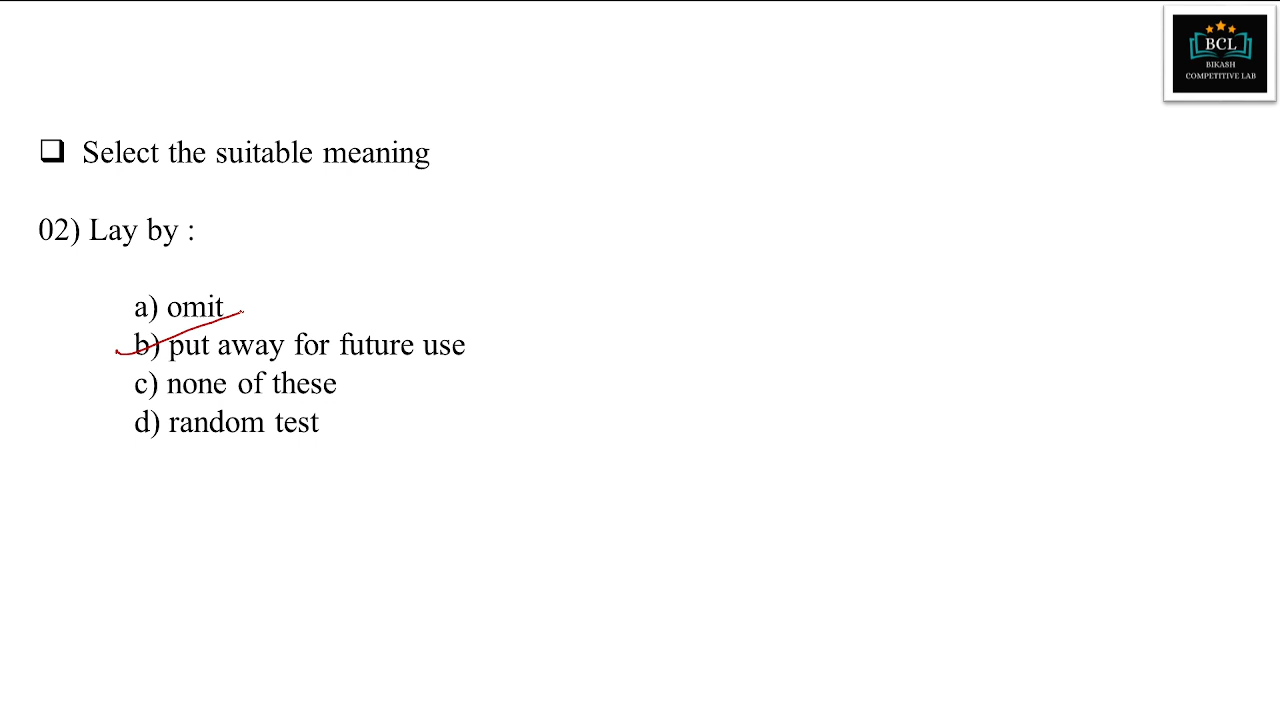 BCL
BIKASH
COMPETITIVE LAB
Select the suitable meaning
02) Lay by :
a) omit
b) put away for future use
c) none of these
d) random test